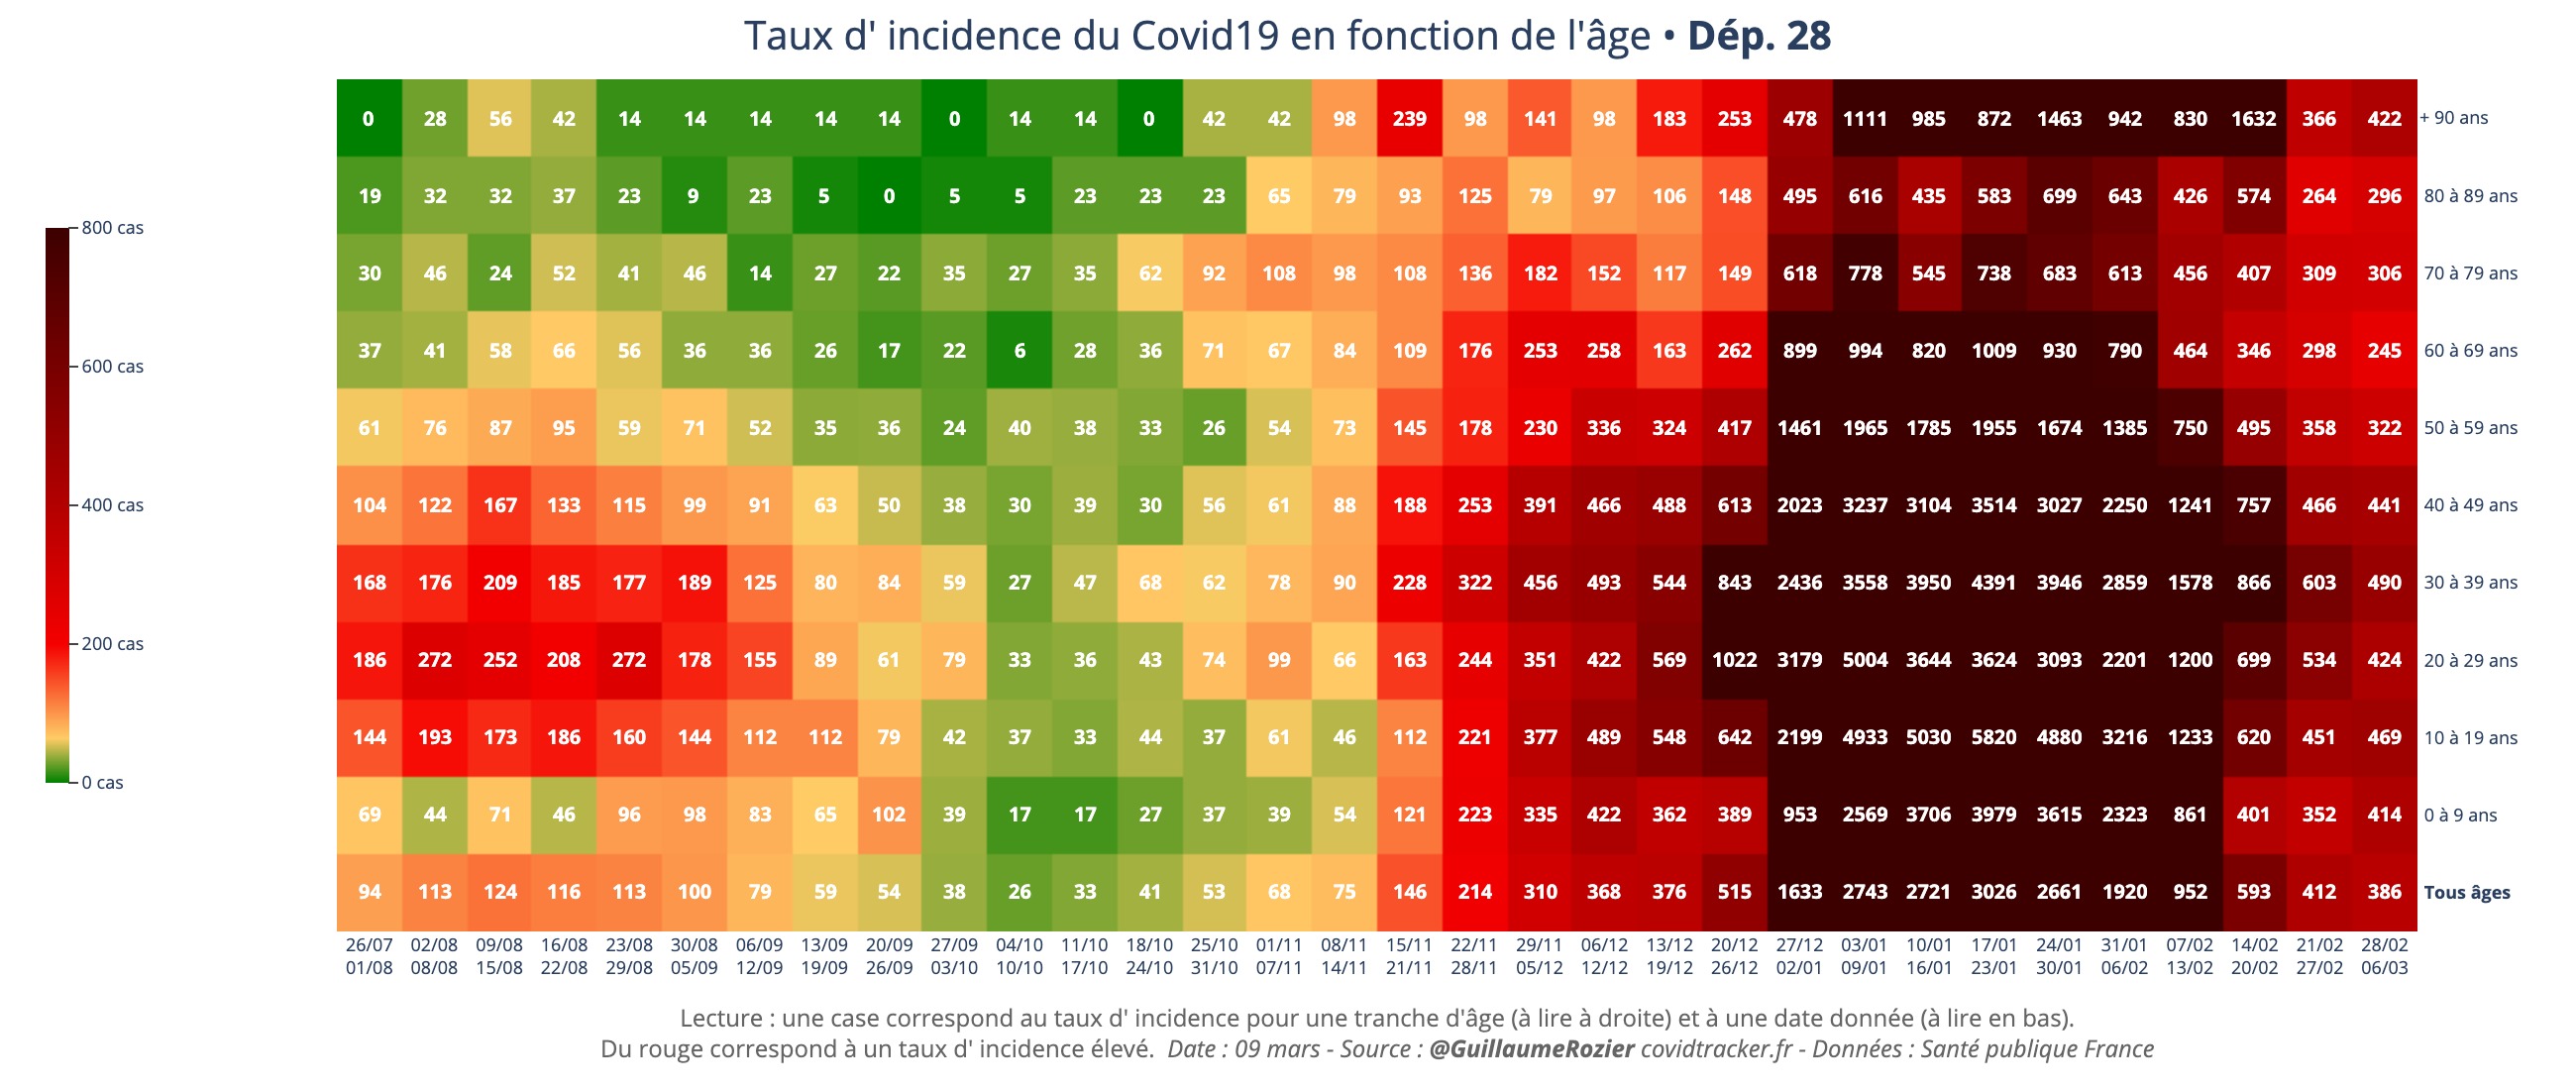 Taux d' incidence du Covid19 en fonction de l'âge • Dép. 28
800 cas
600 cas
400 cas
200 cas
0 cas
0 28 56 42 14 14 14 14 14 0 14 14 0 42 42 98 239 98 141 98 183 253 478 1111 985 872 1463 942 830 1632 366 422 + 90 ans
19 32 32 37 23 9 23 5 0 5 5 23 23 23 65 79 93 125 79 97 106 148 495 616 435 583 699 643 426 574 264 296 80 à 89 ans
30 46 24 52 41 46 14 27 22 35 27 35 62 92 108 98 108 136 182 152 117 149 618 778 545 738 683 613 456 407 309 306 70 à 79 ans
37 41 58 66 56 36 36 26 17 22 6 28 36 71 67 84 109 176 253 258 163 262 899 994 820 1009 930 790 464 346 298 245 60 à 69 ans
61 76 87 95 59 71 52 35 36 24 40 38 33 26 54 73 145 178 230 336 324 417 1461 1965 1785 1955 1674 1385 750 495 358 322 50 à 59 ans
104 122 167 133 115 99 91 63 50 38 30 39 30 56 61 88 188 253 391 466 488 613 2023 3237 3104 3514 3027 2250 1241 757 466 441 40 à 49 ans
168 176 209 185 177 189 125 80 84 59 27 47 68 62 78 90 228 322 456 493 544 843 2436 3558 3950 4391 3946 2859 1578 866 603 490 30 à 39 ans
186 272 252 208 272 178 155 89 61 79 33 36 43 74 99 66 163 244 351 422 569 1022 3179 5004 3644 3624 3093 2201 1200 699 534 424 20 à 29 ans
144 193 173 186 160 144 112 112 79 42 37 33 44 37 61 46 112 221 377 489 548 642 2199 4933 5030 5820 4880 3216 1233 620 451 469 10 à 19 ans
69 44 71 46 96 98 83 65 102 39 17 17 27 37 39 54 121 223 335 422 362 389 953 2569 3706 3979 3615 2323 861 401 352 414 0 à 9 ans
94 113 124 116 113 100 79 59 54 38 26 33 41 53 68 75 146 214 310 368 376 515 1633 2743 2721 3026 2661 1920 952 593 412 386 Tous âges
26/07 02/08 09/08 16/08 23/08 30/08 06/09 13/09 20/09 27/09 04/10 11/10 18/10 25/10 01/11 08/11 15/11 22/11 29/11 06/12 13/12 20/12 27/12 03/01 10/01 17/01 24/01 31/01 07/02 14/02 21/02 28/02
01/08 08/08 15/08 22/08 29/08 05/09 12/09 19/09 26/09 03/10 10/10 17/10 24/10 31/10 07/11 14/11 21/11 28/11 05/12 12/12 19/12 26/12 02/01 09/01 16/01 23/01 30/01 06/02 13/02 20/02 27/02 06/03
Lecture : une case correspond au taux d' incidence pour une tranche d'âge (à lire à droite) et à une date donnée (à lire en bas).
Du rouge correspond à un taux d' incidence élevé. Date : 09 mars - Source : @GuillaumeRozier covidtracker.fr - Données : Santé publique France